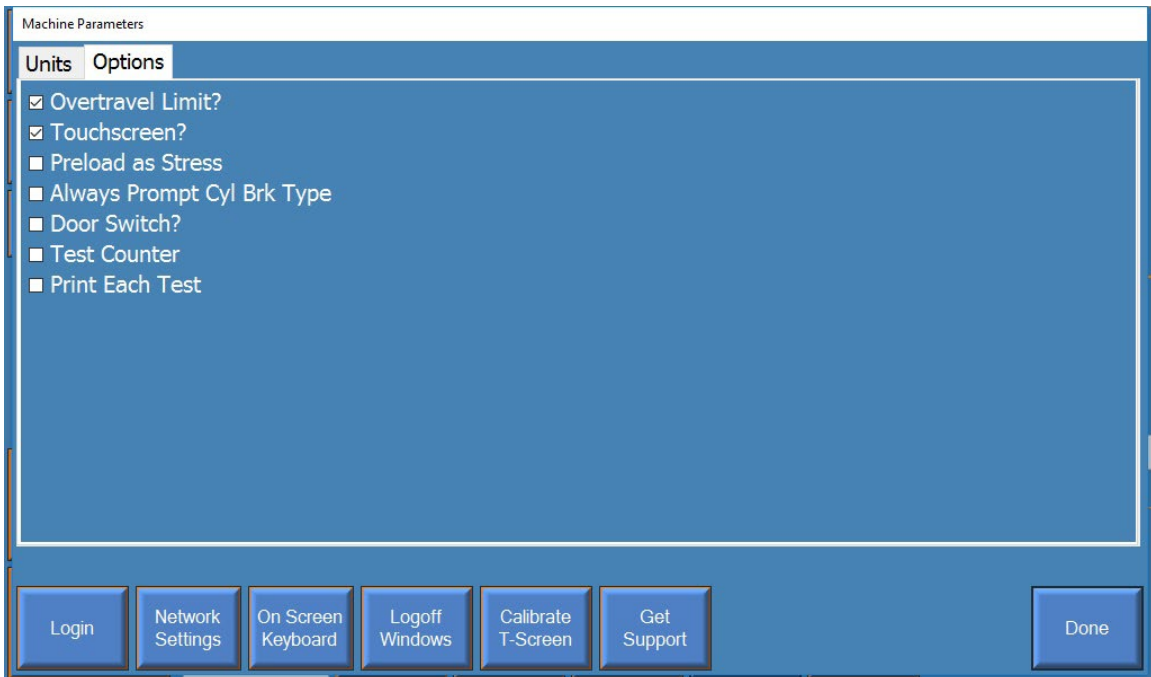 Machine Parameters
Units Options
Overtravel Limit?
Touchscreen?
Preload as Stress
Always Prompt Cyl Brk Type
Door Switch?
Test Counter
Print Each Test
Login
Network
Settings
On Screen
Keyboard
Logoff
Windows
Calibrate
T-Screen
Get
Support
Done